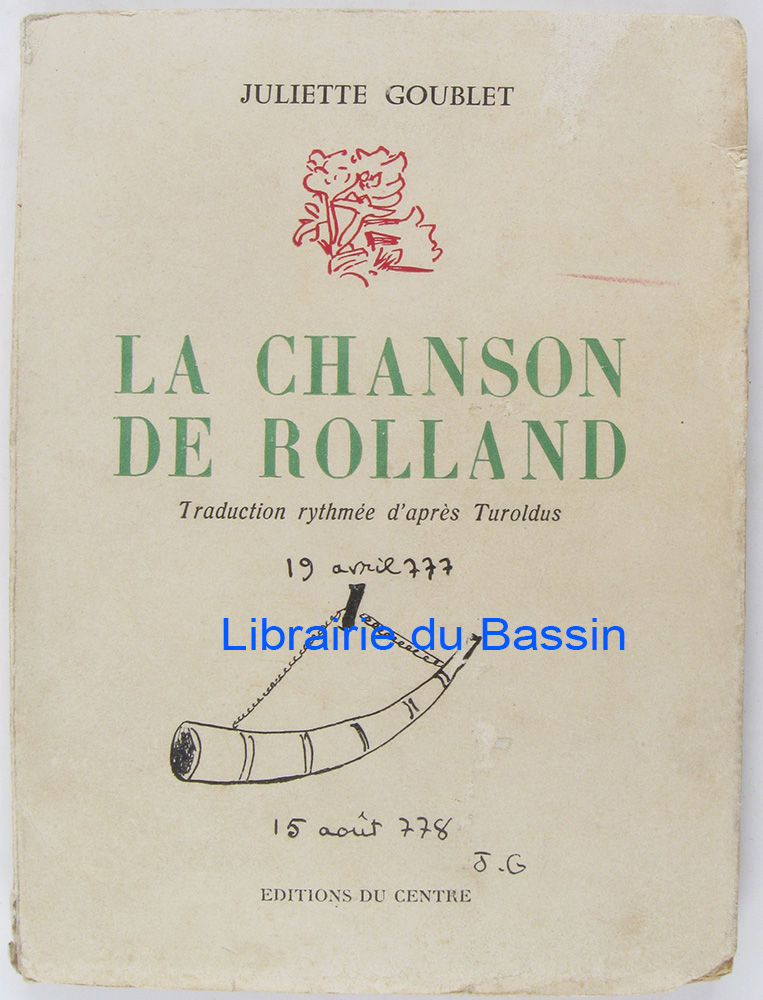 JULIETTE GOUBLET
LA CHANSON
DE ROLLAND
Traduction rythmée d'après Turoldus
19 avril 777
Librairie du Bassin
15 août 778
J.G
EDITIONS DU CENTRE